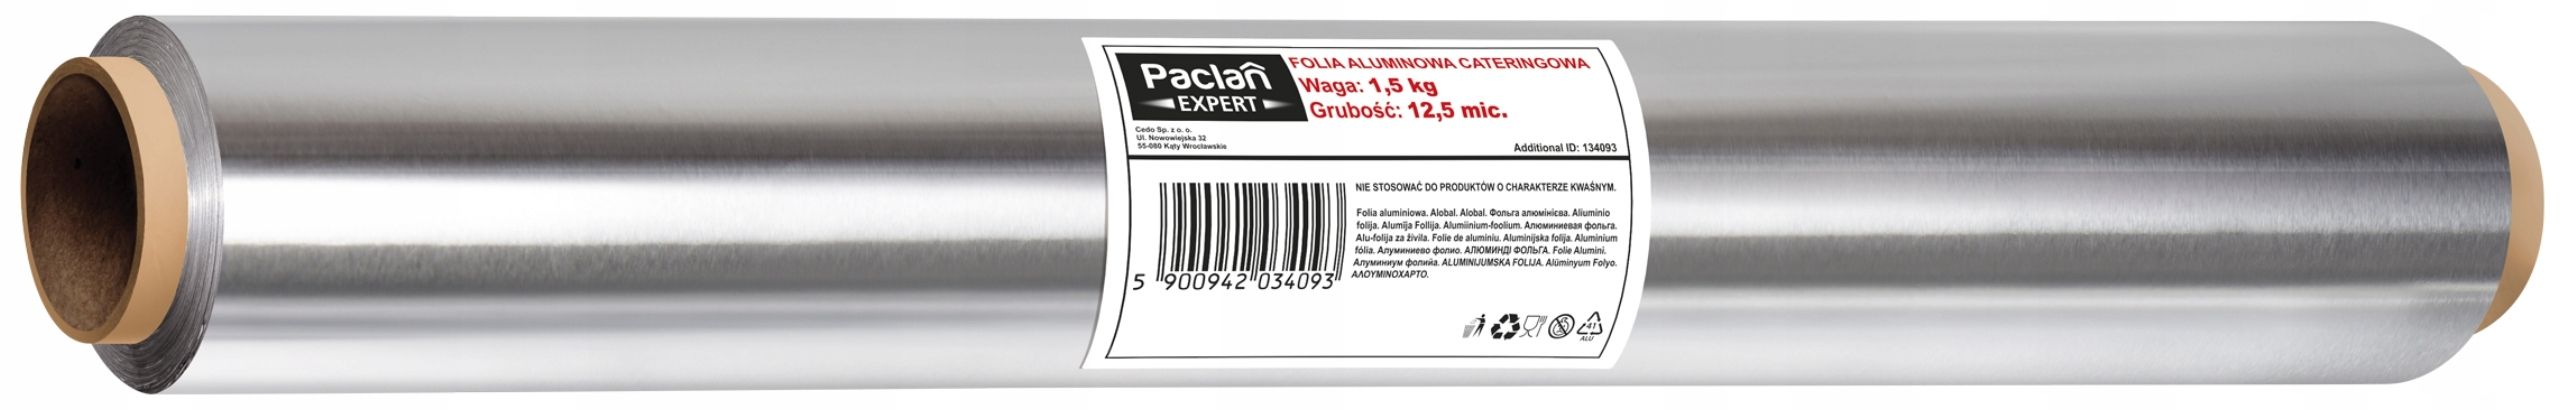 Paclan
EXPERT
FOLIA ALUMINOWA CATERINGOWA
Waga: 1,5 kg
Grubość: 12,5 mic.
Cedo Sp. z o. o.
Ul. Nowowiejska 32
55-080 Kąty Wrocławskie
Additional ID: 134093
NIE STOSOWAĆ DO PRODUKTÓW O CHARAKTERZE KWAŚNYM.
Folia aluminiowa. Alobal. Alobal. Фольга алюмінієва. Aliuminio
folija. Alumīja Follija. Alumiinium-foolium. Алюминиевая фольга.
Alu-folija za živila. Folie de aluminiu. Aluminijska folija. Aluminium
fólia. Алуминиево фолио. АЛЮМИНДІ ФОЛЬГА. Folie Alumini.
Алуминиум фолија. ALUMINIJUMSKA FOLIJA. Alüminyum Folyo.
ΑΛΟΥΜΙΝΟΧΑΡΤΟ.
5 900942 034093
41
ALU